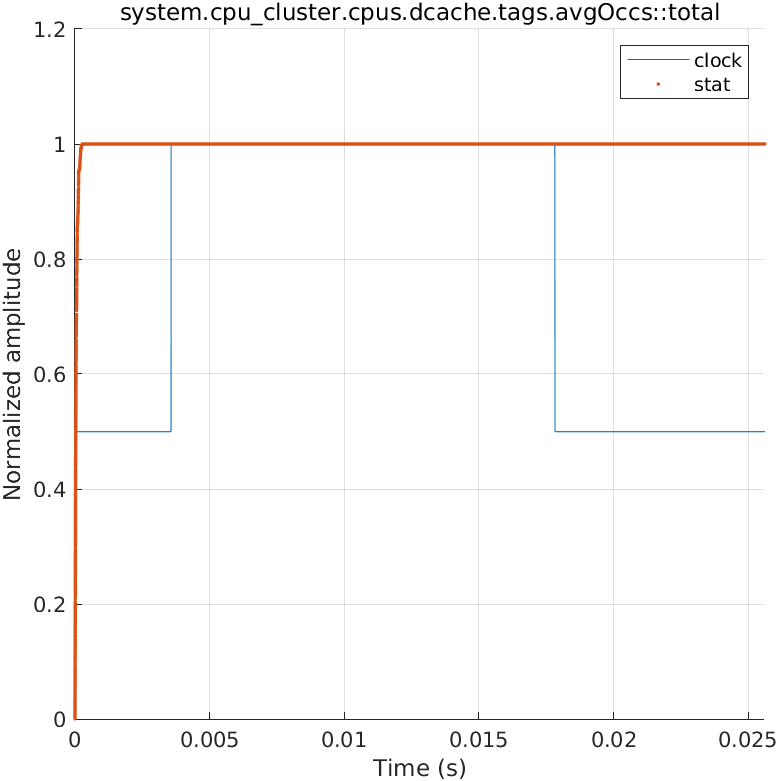 system.cpu_cluster.cpus.dcache.tags.avgOccs::total
1.2
clock
stat
1
0.8
0.6
0.4
0.2
0
Normalized amplitude
0 0.005 0.01 0.015 0.02 0.025
Time (s)